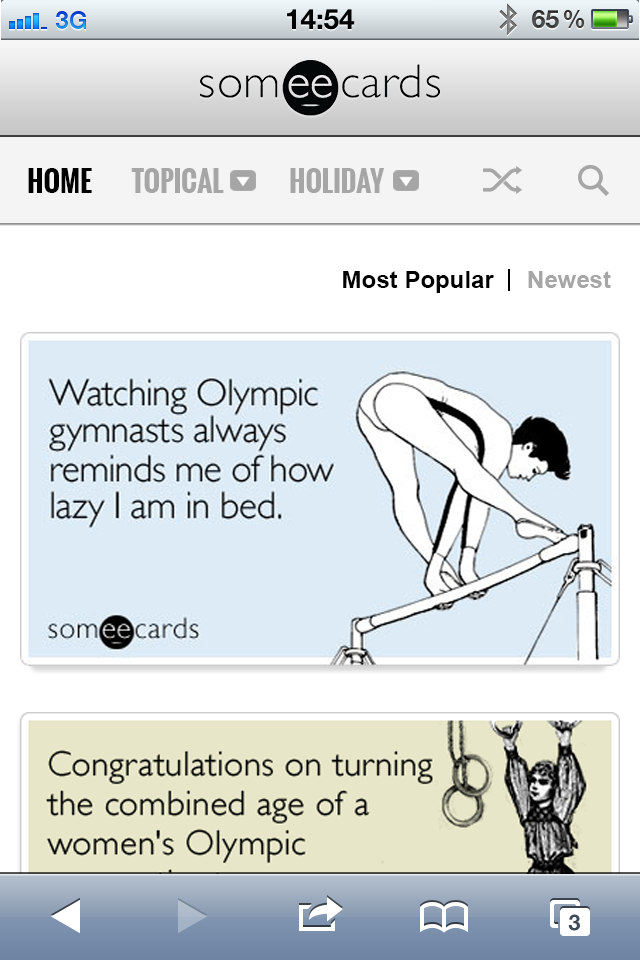 3G 14:54 65%
someecards
HOME TOPICAL HOLIDAY
Most Popular | Newest
Watching Olympic
gymnasts always
reminds me of how
lazy I am in bed.
someecards
Congratulations on turning
the combined age of a
women's Olympic
3